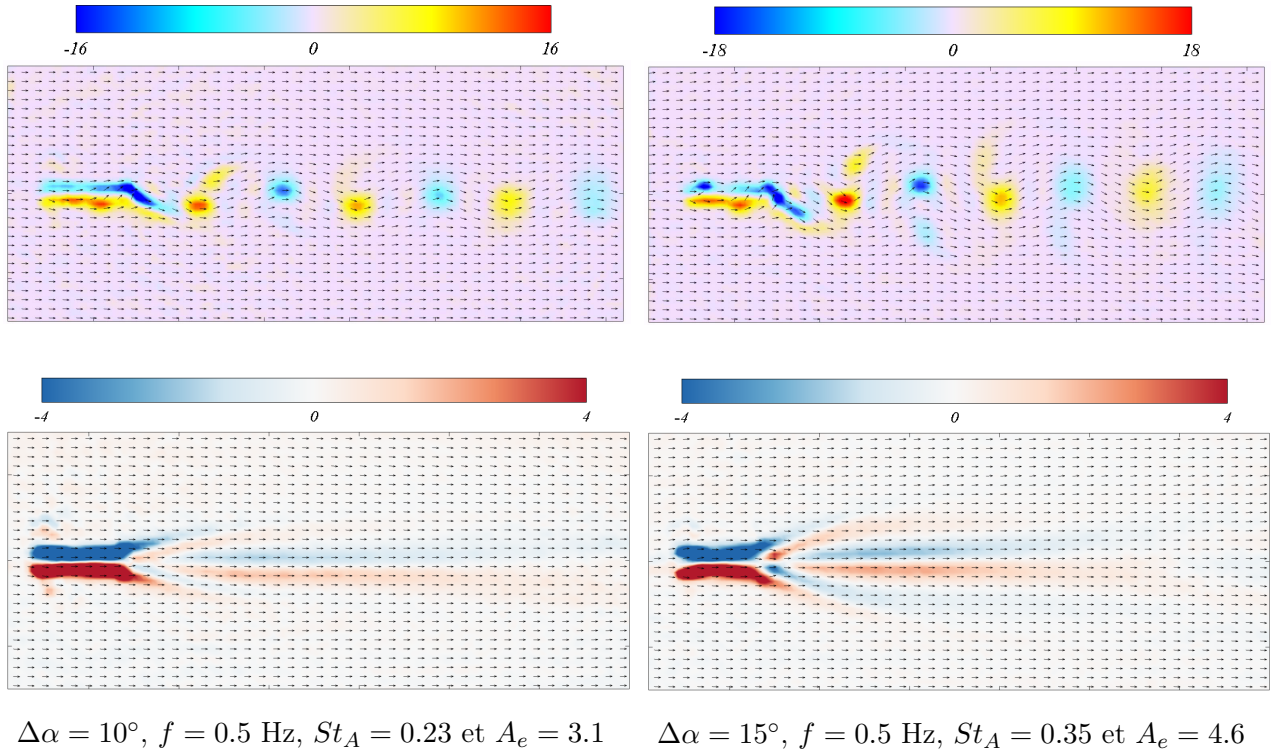 -16 0 16
-18 0 18
-4 0 4
-4 0 4
Δα = 10°, f = 0.5 Hz, St_A = 0.23 et A_e = 3.1
Δα = 15°, f = 0.5 Hz, St_A = 0.35 et A_e = 4.6